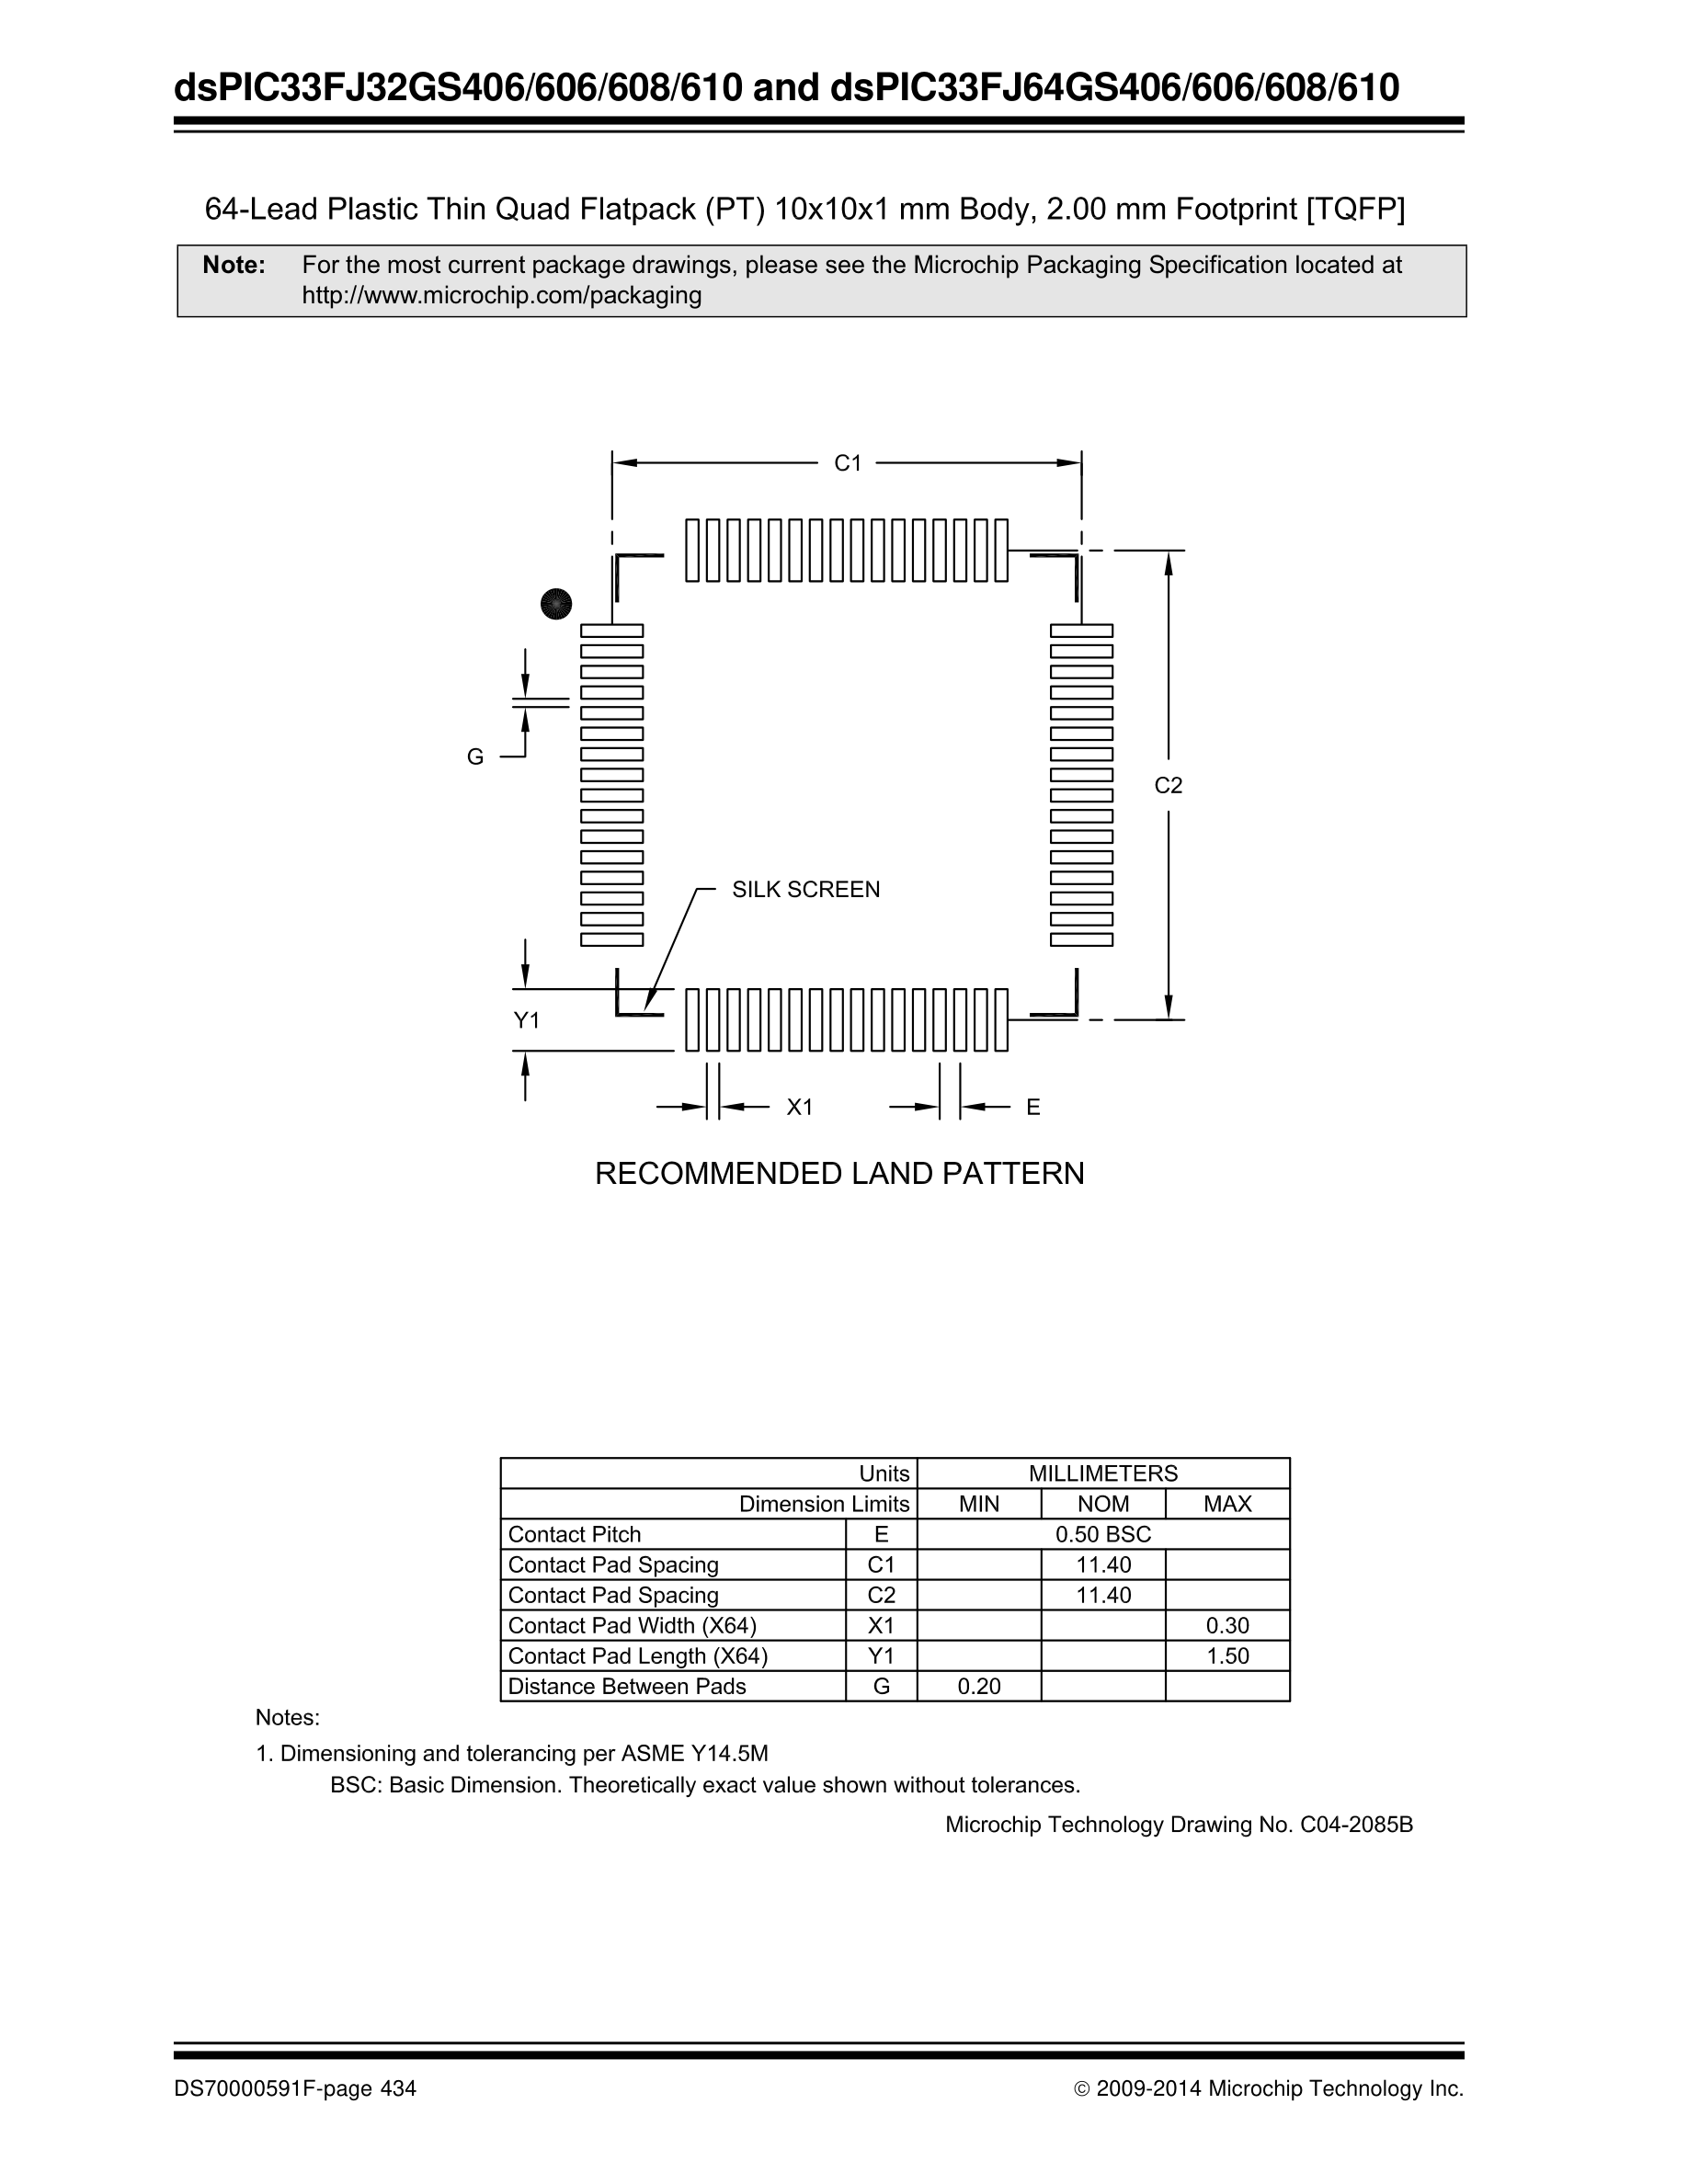 dsPIC33FJ32GS406/606/608/610 and dsPIC33FJ64GS406/606/608/610
64-Lead Plastic Thin Quad Flatpack (PT) 10x10x1 mm Body, 2.00 mm Footprint [TQFP]
Note: For the most current package drawings, please see the Microchip Packaging Specification located at
http://www.microchip.com/packaging
C1
G
C2
SILK SCREEN
Y1
X1 E
RECOMMENDED LAND PATTERN
Units MILLIMETERS
Dimension Limits MIN NOM MAX
Contact Pitch E 0.50 BSC
Contact Pad Spacing C1 11.40
Contact Pad Spacing C2 11.40
Contact Pad Width (X64) X1 0.30
Contact Pad Length (X64) Y1 1.50
Distance Between Pads G 0.20
Notes:
1. Dimensioning and tolerancing per ASME Y14.5M
BSC: Basic Dimension. Theoretically exact value shown without tolerances.
Microchip Technology Drawing No. C04-2085B
DS70000591F-page 434 © 2009-2014 Microchip Technology Inc.